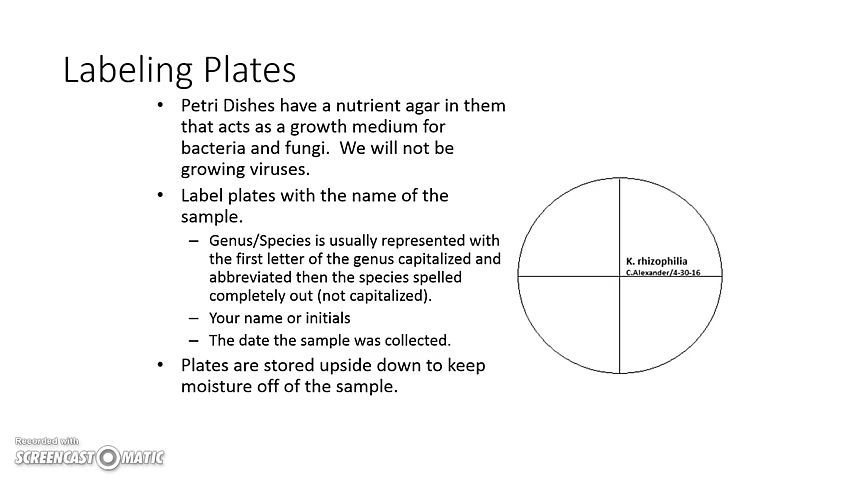 Labeling Plates
• Petri Dishes have a nutrient agar in them
that acts as a growth medium for
bacteria and fungi.  We will not be
growing viruses.
• Label plates with the name of the
sample.
– Genus/Species is usually represented with
the first letter of the genus capitalized and
abbreviated then the species spelled
completely out (not capitalized).
– Your name or initials
– The date the sample was collected.
• Plates are stored upside down to keep
moisture off of the sample.
K. rhizophilia
C.Alexander/4-30-16
Recorded with
SCREENCAST-O-MATIC